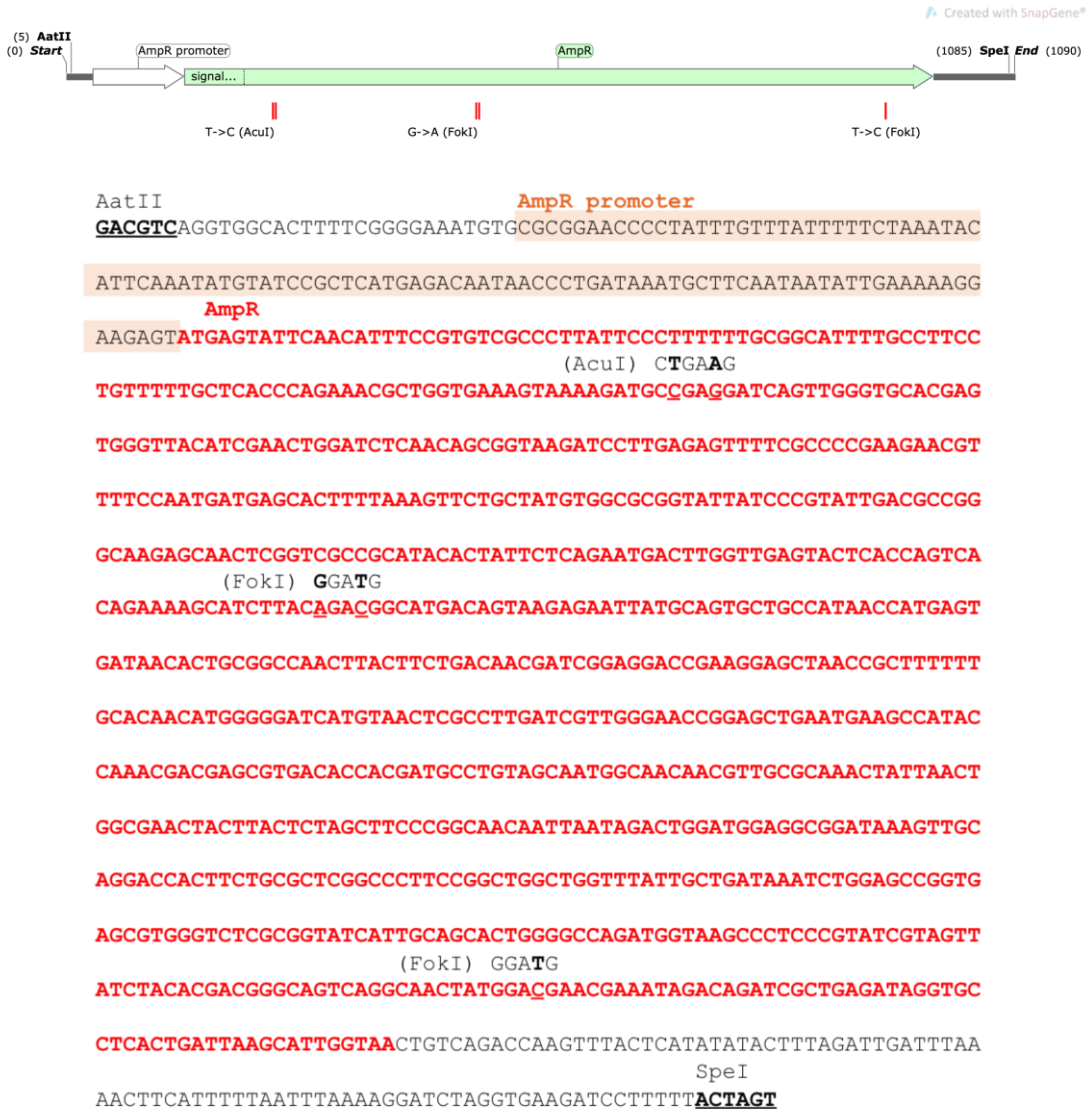 Created with SnapGene®
(5) AatII
(0) Start
AmpR promoter
AmpR
(1085) SpeI End (1090)
signal...
T->C (AcuI)
G->A (FokI)
T->C (FokI)
AatII
AmpR promoter
GACGTCAGGTGGCACTTTTCGGGGAAATGTGCGCGGAACCCCTATTTGTTTATTTTTCTAAATAC
ATTCAAATATGTATCCGCTCATGAGACAATAACCCTGATAAATGCTTCAATAATATTGAAAAAGG
AmpR
AAGAGTATGAGTATTCAACATTTCCGTGTCGCCCTTATTCCCTTTTTTGCGGCATTTTGCCTTCC
(AcuI) CTGAAG
TGTTTTTGCTCACCCAGAAACGCTGGTGAAAGTAAAAGATGCCGAGGATCAGTTGGGTGCACGAG
TGGGTTACATCGAACTGGATCTCAACAGCGGTAAGATCCTTGAGAGTTTTCGCCCCGAAGAACGT
TTTCCAATGATGAGCACTTTTAAAGTTCTGCTATGTGGCGCGGTATTATCCCGTATTGACGCCGG
GCAAGAGCAACTCGGTCGCCGCATACACTATTCTCAGAATGACTTGGTTGAGTACTCACCAGTCA
(FokI) GGATG
CAGAAAAGCATCTTACAGACGGCATGACAGTAAGAGAATTATGCAGTGCTGCCATAACCATGAGT
GATAACACTGCGGCCAACTTACTTCTGACAACGATCGGAGGACCGAAGGAGCTAACCGCTTTTTT
GCACAACATGGGGGATCATGTAACTCGCCTTGATCGTTGGGAACCGGAGCTGAATGAAGCCATAC
CAAACGACGAGCGTGACACCACGATGCCTGTAGCAATGGCAACAACGTTGCGCAAACTATTAACT
GGCGAACTACTTACTCTAGCTTCCCGGCAACAATTAATAGACTGGATGGAGGCGGATAAAGTTGC
AGGACCACTTCTGCGCTCGGCCCTTCCGGCTGGCTGGTTTATTGCTGATAAATCTGGAGCCGGTG
AGCGTGGGTCTCGCGGTATCATTGCAGCACTGGGGCCAGATGGTAAGCCCTCCCGTATCGTAGTT
(FokI) GGATG
ATCTACACGACGGGCAGTCAGGCAACTATGGACGAACGAAATAGACAGATCGCTGAGATAGGTGC
CTCACTGATTAAGCATTGGTAACTGTCAGACCAAGTTTACTCATATATACTTTAGATTGATTTAA
SpeI
AACTTCATTTTTAATTTAAAAGGATCTAGGTGAAGATCCTTTTTACTAGT